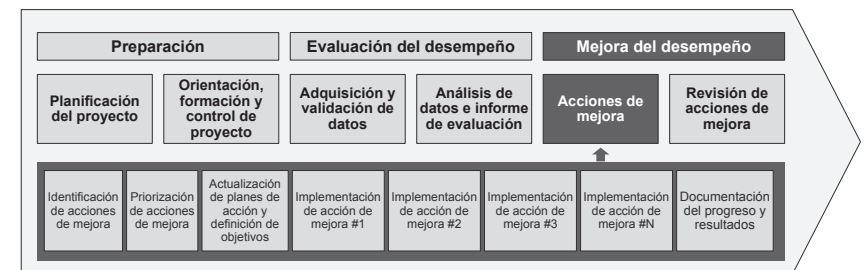 Preparación
Evaluación del desempeño
Mejora del desempeño
Planificación
del proyecto
Orientación,
formación y
control de
proyecto
Adquisición y
validación de
datos
Análisis de
datos e informe
de evaluación
Acciones de
mejora
Revisión de
acciones de
mejora
Identificación
de acciones
de mejora
Priorización
de acciones
de mejora
Actualización
de planes de
acción y
definición de
objetivos
Implementación
de acción de
mejora #1
Implementación
de acción de
mejora #2
Implementación
de acción de
mejora #3
Implementación
de acción de
mejora #N
Documentación
del progreso y
resultados